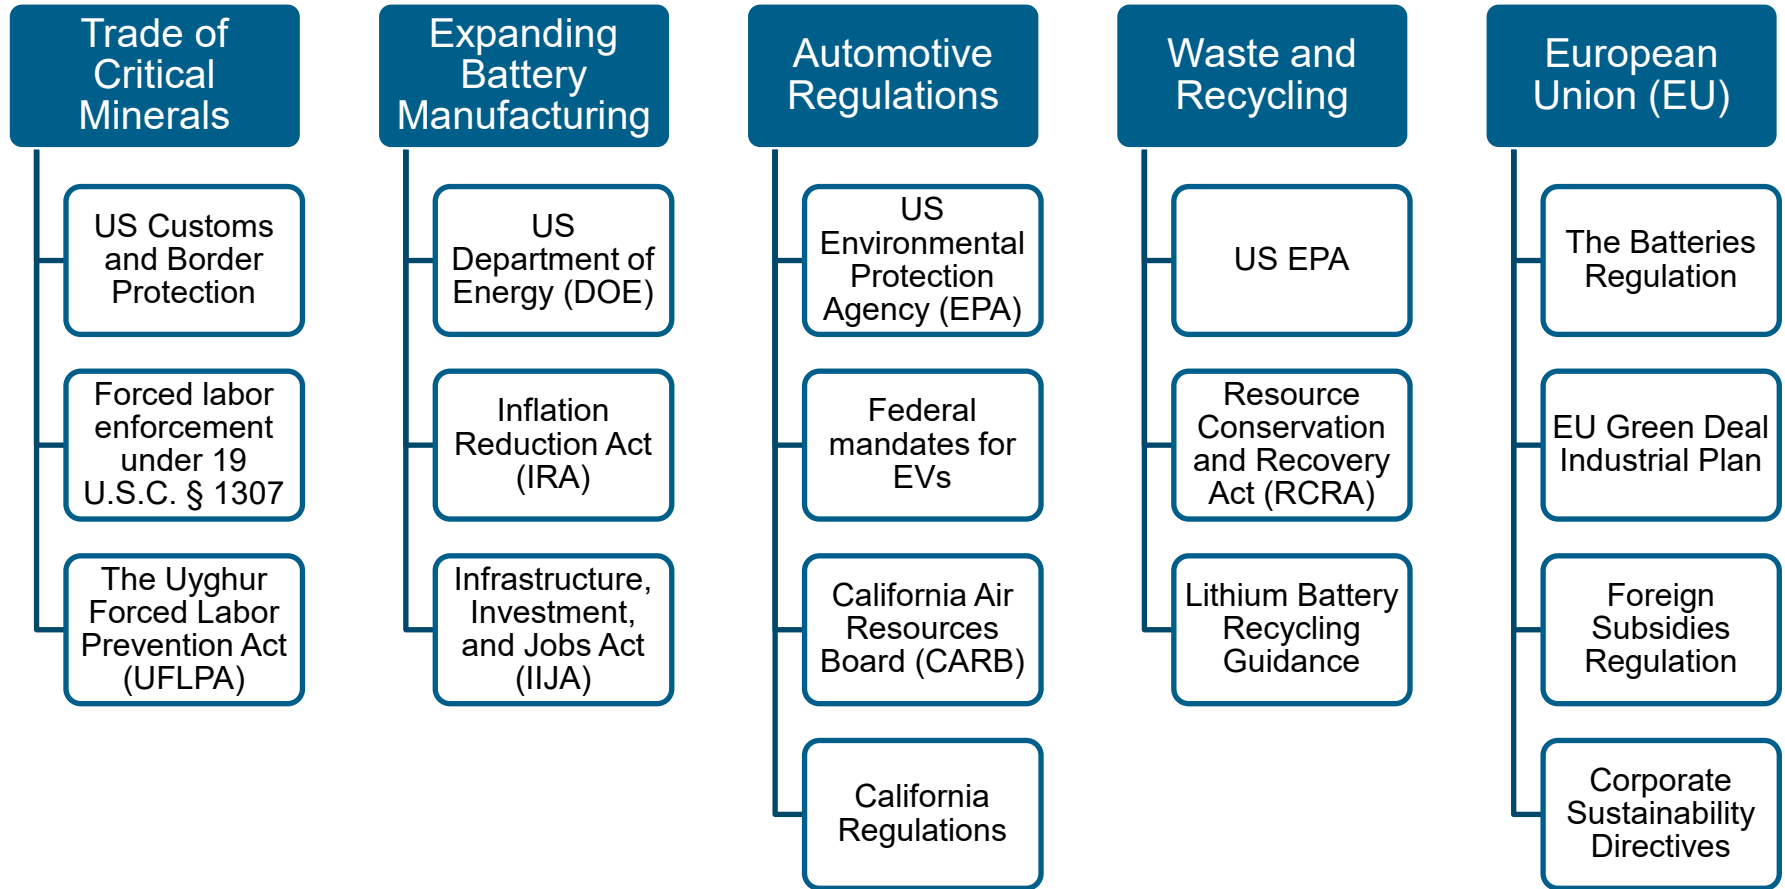 Trade of
Critical
Minerals
US Customs
and Border
Protection
Forced labor
enforcement
under 19
U.S.C. § 1307
The Uyghur
Forced Labor
Prevention Act
(UFLPA)
Expanding
Battery
Manufacturing
US
Department of
Energy (DOE)
Inflation
Reduction Act
(IRA)
Infrastructure,
Investment,
and Jobs Act
(IIJA)
Automotive
Regulations
US
Environmental
Protection
Agency (EPA)
Federal
mandates for
EVs
California Air
Resources
Board (CARB)
California
Regulations
Waste and
Recycling
US EPA
Resource
Conservation
and Recovery
Act (RCRA)
Lithium Battery
Recycling
Guidance
European
Union (EU)
The Batteries
Regulation
EU Green Deal
Industrial Plan
Foreign
Subsidies
Regulation
Corporate
Sustainability
Directives